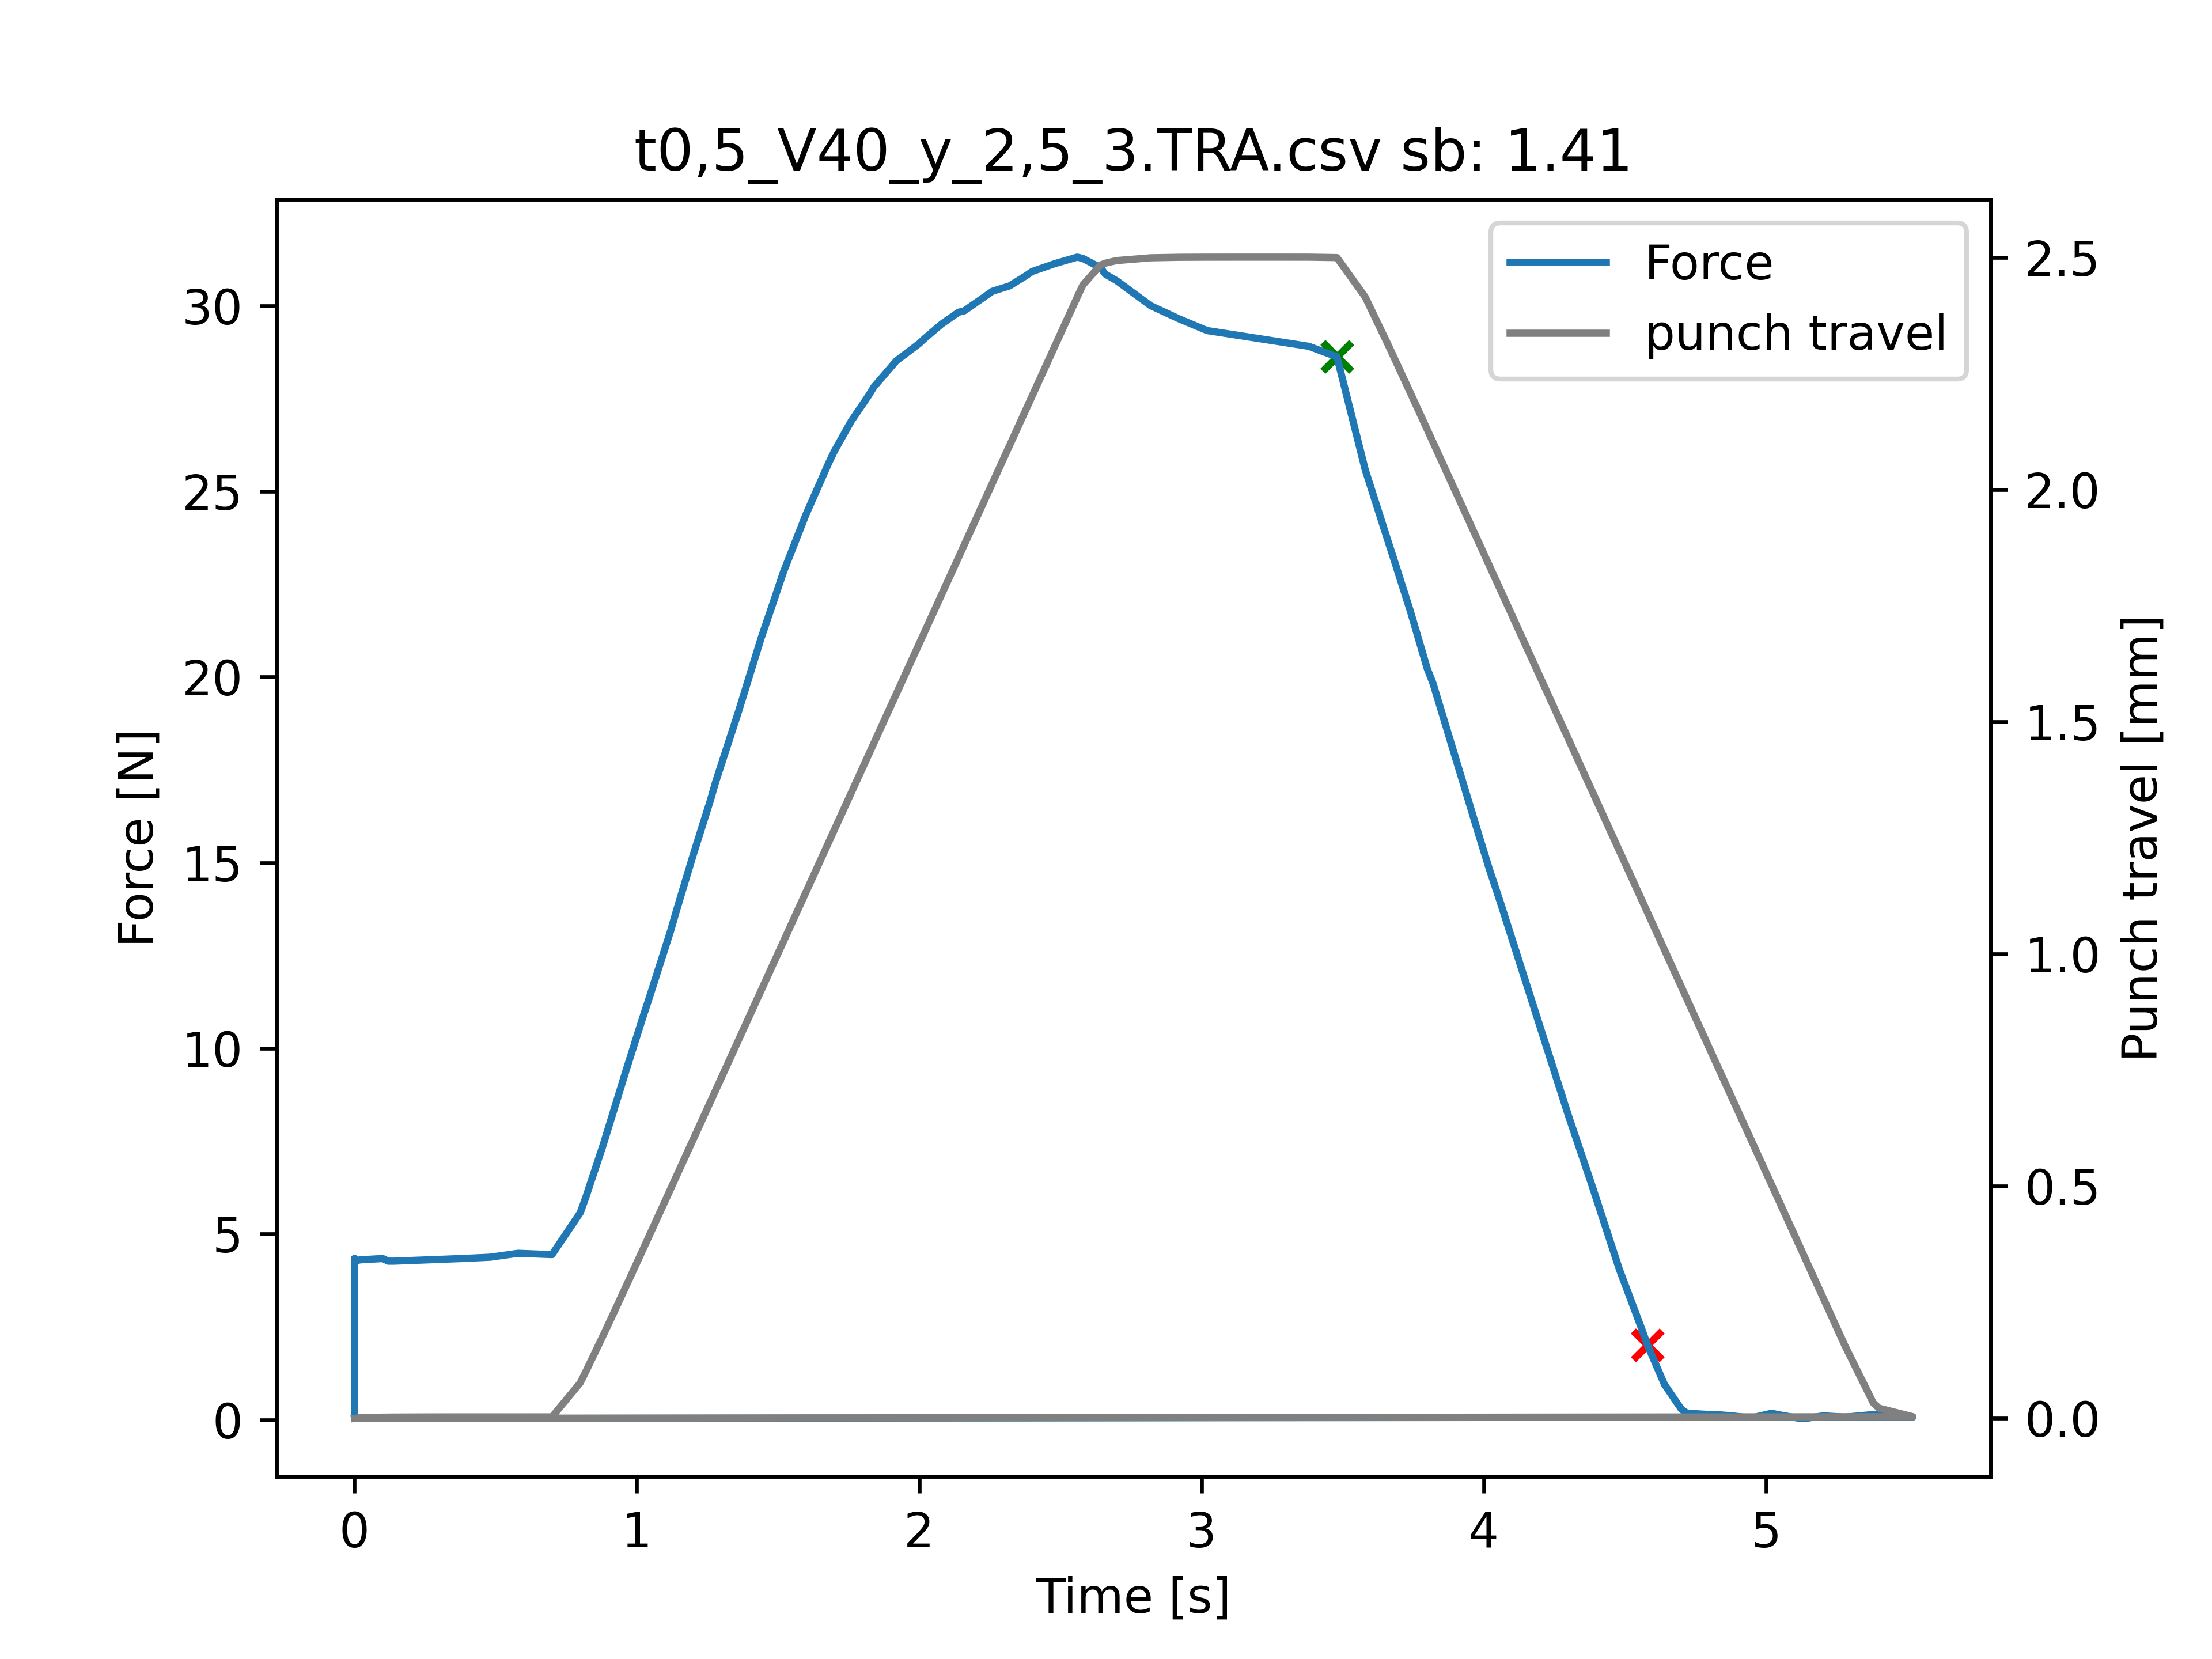 t0,5_V40_y_2,5_3.TRA.csv sb: 1.41
Force
punch travel
30
25
20
15
10
5
0
Force [N]
2.5
2.0
1.5
1.0
0.5
0.0
Punch travel [mm]
0 1 2 3 4 5
Time [s]